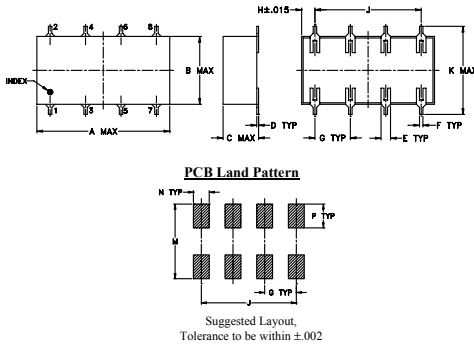 H±.015
J
2 4 6 8
B MAX
K MAX
INDEX
1 3 5 7
A MAX
C MAX
D TYP
G TYP
E TYP
F TYP
PCB Land Pattern
N TYP
P TYP
M
G TYP
J
Suggested Layout,
Tolerance to be within ±.002